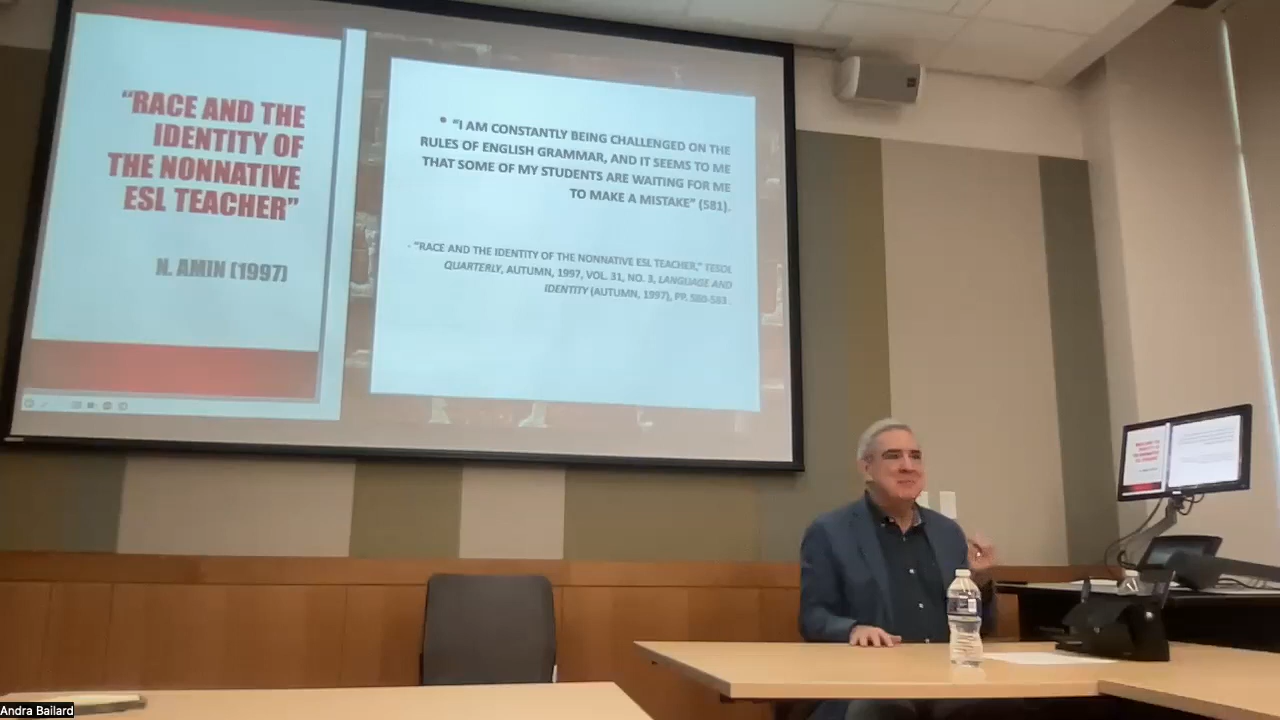 “RACE AND THE
IDENTITY OF
THE NONNATIVE
ESL TEACHER”
N. AMIN (1997)
• “I AM CONSTANTLY BEING CHALLENGED ON THE
RULES OF ENGLISH GRAMMAR, AND IT SEEMS TO ME
THAT SOME OF MY STUDENTS ARE WAITING FOR ME
TO MAKE A MISTAKE” (581).
• “RACE AND THE IDENTITY OF THE NONNATIVE ESL TEACHER,” TESOL
QUARTERLY, AUTUMN, 1997, VOL. 31, NO. 3, LANGUAGE AND
IDENTITY (AUTUMN, 1997), PP. 580-583
Andra Bailard